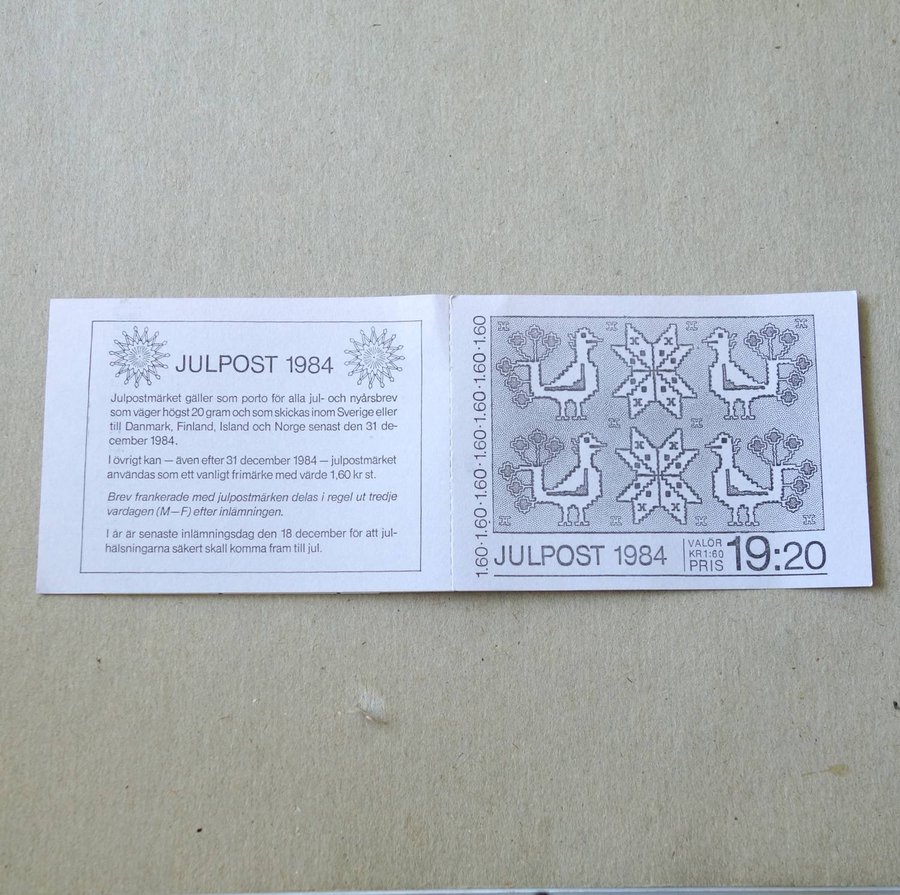 JULPOST 1984
Julpostmärket gäller som porto för alla jul- och nyårsbrev
som väger högst 20 gram och som skickas inom Sverige eller
till Danmark, Finland, Island och Norge senast den 31 de-
cember 1984.
I övrigt kan — även efter 31 december 1984 — julpostmärket
användas som ett vanligt frimärke med värde 1,60 kr st.
Brev frankerade med julpostmärken delas i regel ut tredje
vardagen (M—F) efter inlämningen.
I år är senaste inlämningsdag den 18 december för att jul-
hälsningarna säkert skall komma fram till jul.
1.60·1.60·1.60·1.60·1.60·1.60·1.60
JULPOST 1984
VALÖR
KR1:60
PRIS 19:20